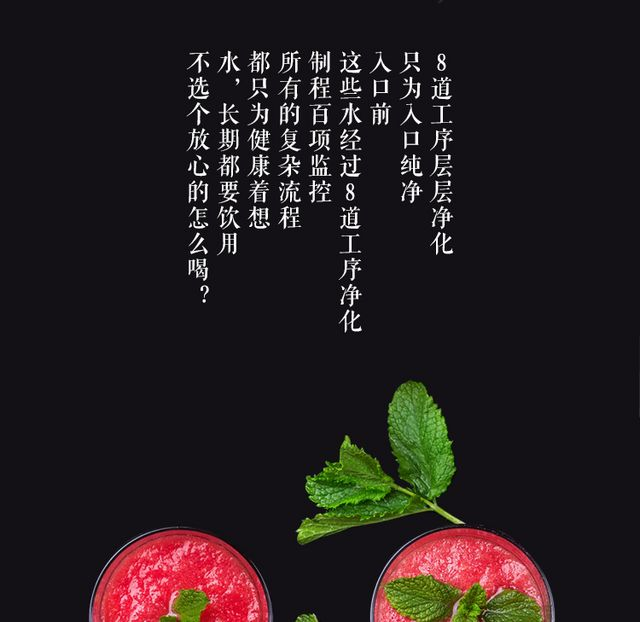 8道工序层层净化
只为入口纯净
入口前
这些水经过8道工序净化
制程百项监控
所有的复杂流程
都只为健康着想
水，长期都要饮用
不选个放心的怎么喝？